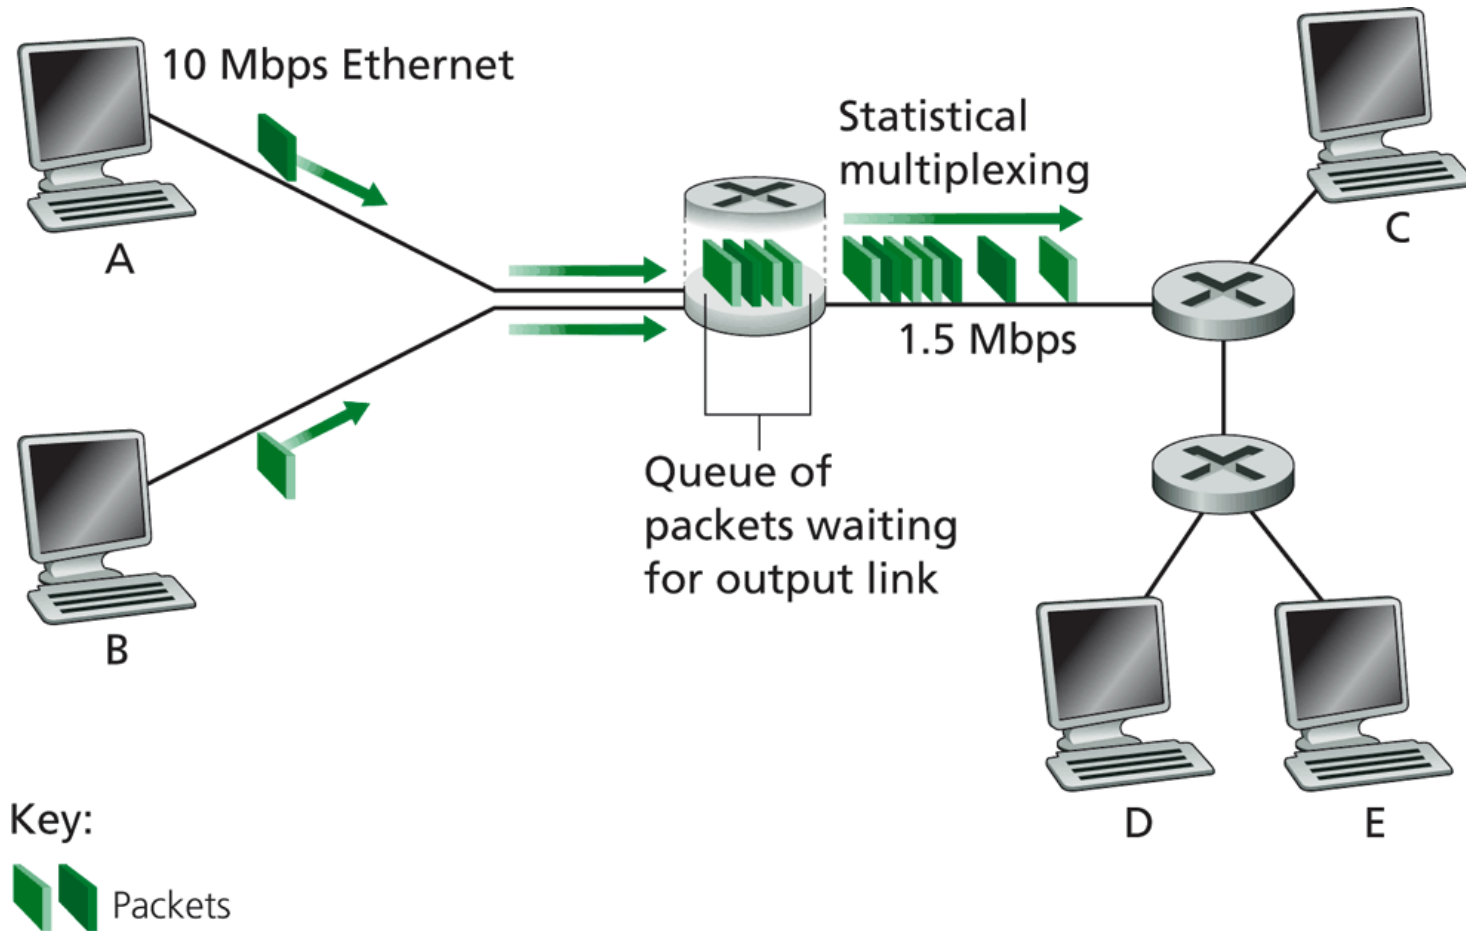 10 Mbps Ethernet
A
Statistical
multiplexing
C
1.5 Mbps
Queue of
packets waiting
for output link
B
D
E
Key:
Packets